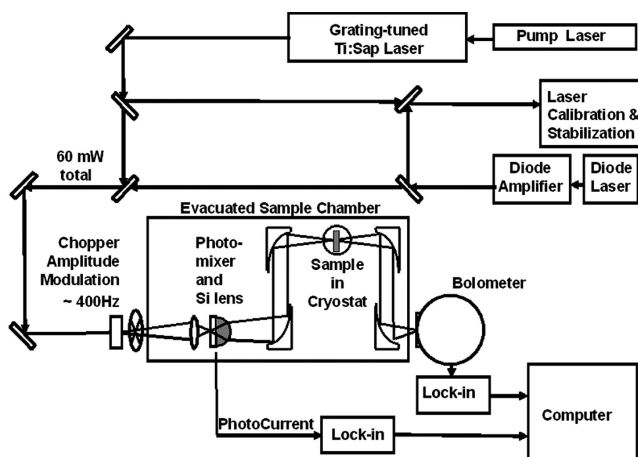 Grating-tuned
Ti:Sap Laser
Pump Laser
Laser
Calibration &
Stabilization
60 mW
total
Diode
Amplifier
Diode
Laser
Evacuated Sample Chamber
Chopper
Amplitude
Modulation
~ 400Hz
Photo-
mixer
and
Si lens
Sample
in
Cryostat
Bolometer
Lock-in
Computer
PhotoCurrent
Lock-in